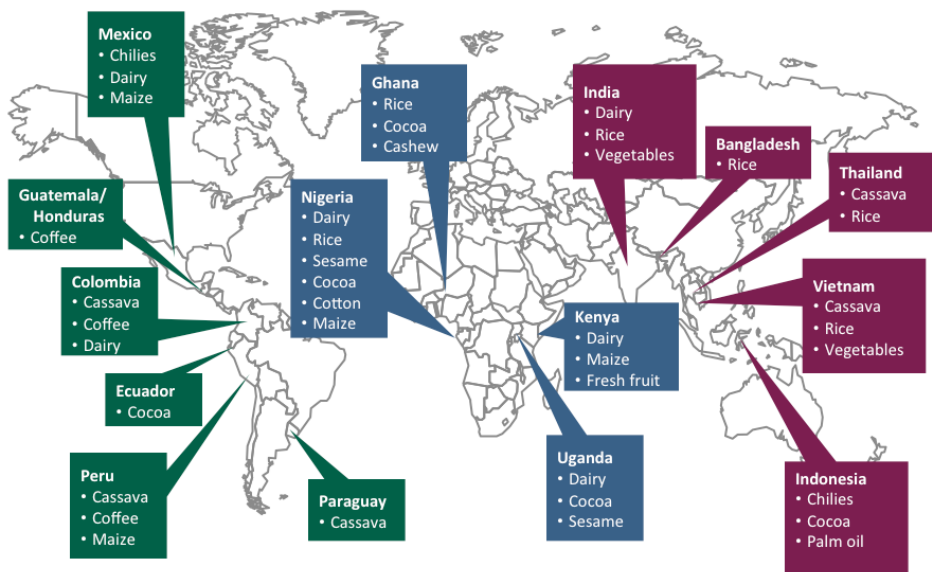 Mexico
• Chilies
• Dairy
• Maize
Guatemala/
Honduras
• Coffee
Colombia
• Cassava
• Coffee
• Dairy
Ecuador
• Cocoa
Peru
• Cassava
• Coffee
• Maize
Paraguay
• Cassava
Ghana
• Rice
• Cocoa
• Cashew
Nigeria
• Dairy
• Rice
• Sesame
• Cocoa
• Cotton
• Maize
Kenya
• Dairy
• Maize
• Fresh fruit
Uganda
• Dairy
• Cocoa
• Sesame
India
• Dairy
• Rice
• Vegetables
Bangladesh
• Rice
Thailand
• Cassava
• Rice
Vietnam
• Cassava
• Rice
• Vegetables
Indonesia
• Chilies
• Cocoa
• Palm oil